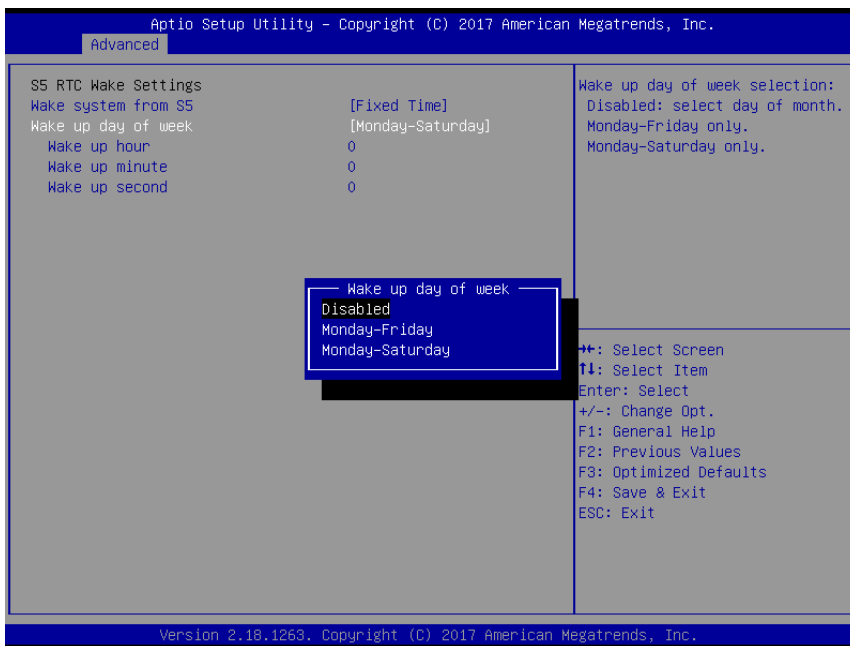 Aptio Setup Utility – Copyright (C) 2017 American Megatrends, Inc.
Advanced
S5 RTC Wake Settings
Wake system from S5 [Fixed Time]
Wake up day of week [Monday-Saturday]
Wake up hour 0
Wake up minute 0
Wake up second 0
Wake up day of week selection:
Disabled: select day of month.
Monday-Friday only.
Monday-Saturday only.
Wake up day of week
Disabled
Monday-Friday
Monday-Saturday
→←: Select Screen
↑↓: Select Item
Enter: Select
+/-: Change Opt.
F1: General Help
F2: Previous Values
F3: Optimized Defaults
F4: Save & Exit
ESC: Exit
Version 2.18.1263. Copyright (C) 2017 American Megatrends, Inc.